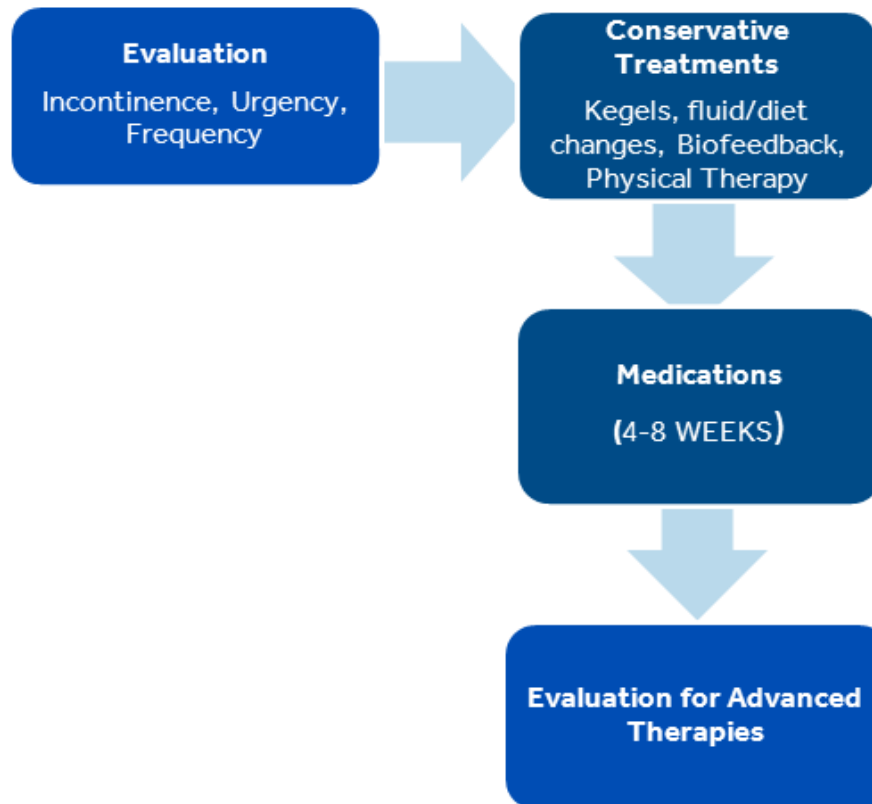 Evaluation
Incontinence, Urgency,
Frequency
Conservative
Treatments
Kegels, fluid/diet
changes, Biofeedback,
Physical Therapy
Medications
(4-8 WEEKS)
Evaluation for Advanced
Therapies